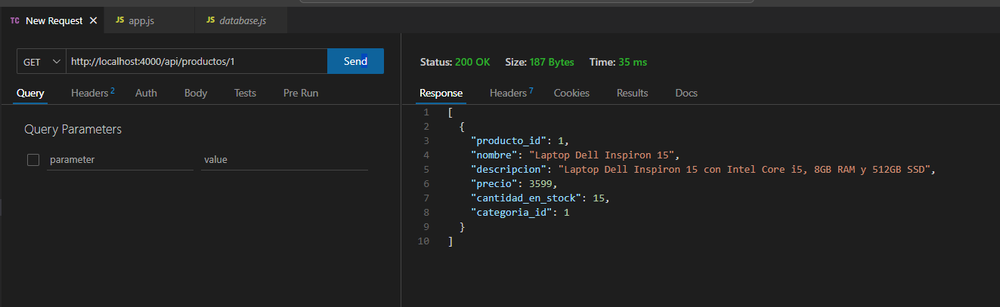 TC New Request ✕ JS app.js JS database.js
GET http://localhost:4000/api/productos/1 Send
Query Headers 2 Auth Body Tests Pre Run
Query Parameters
parameter value
Status: 200 OK Size: 187 Bytes Time: 35 ms
Response Headers 7 Cookies Results Docs
1 [
2 {
3 "producto_id": 1,
4 "nombre": "Laptop Dell Inspiron 15",
5 "descripcion": "Laptop Dell Inspiron 15 con Intel Core i5, 8GB RAM y 512GB SSD",
6 "precio": 3599,
7 "cantidad_en_stock": 15,
8 "categoria_id": 1
9 }
10 ]